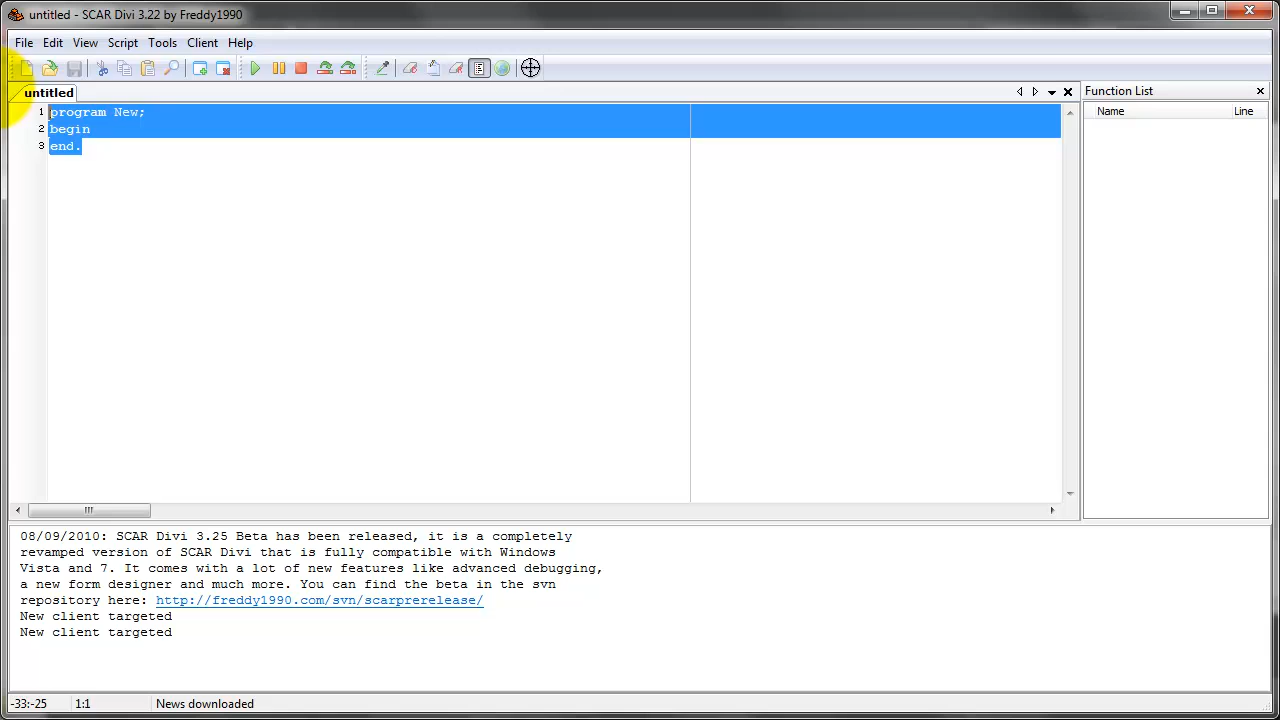 untitled - SCAR Divi 3.22 by Freddy1990
File Edit View Script Tools Client Help
untitled
Function List
Name Line
1 program New;
2 begin
3 end.
08/09/2010: SCAR Divi 3.25 Beta has been released, it is a completely
revamped version of SCAR Divi that is fully compatible with Windows
Vista and 7. It comes with a lot of new features like advanced debugging,
a new form designer and much more. You can find the beta in the svn
repository here: http://freddy1990.com/svn/scarprerelease/
New client targeted
New client targeted
-33:-25 1:1 News downloaded